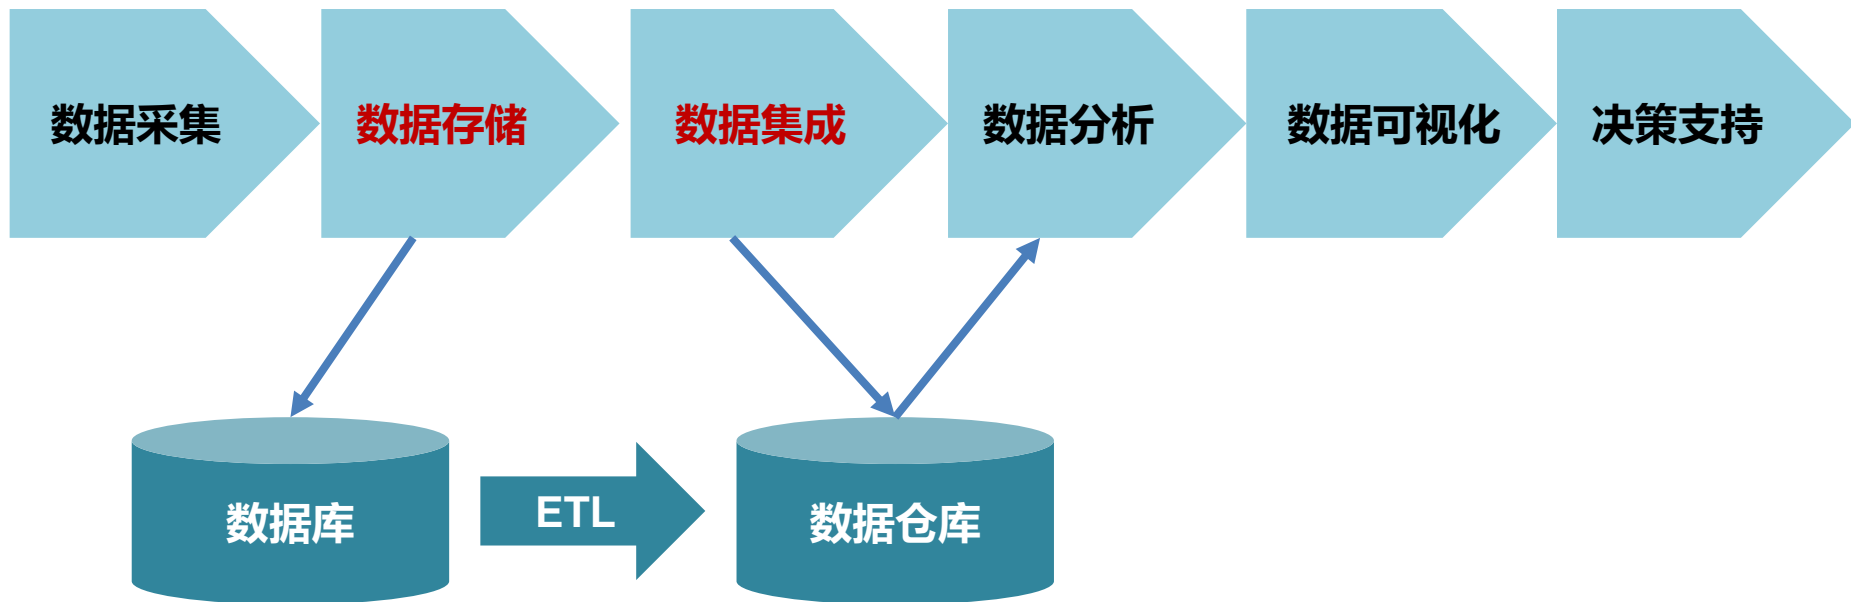 数据采集
数据存储
数据集成
数据分析
数据可视化
决策支持
数据库
ETL
数据仓库